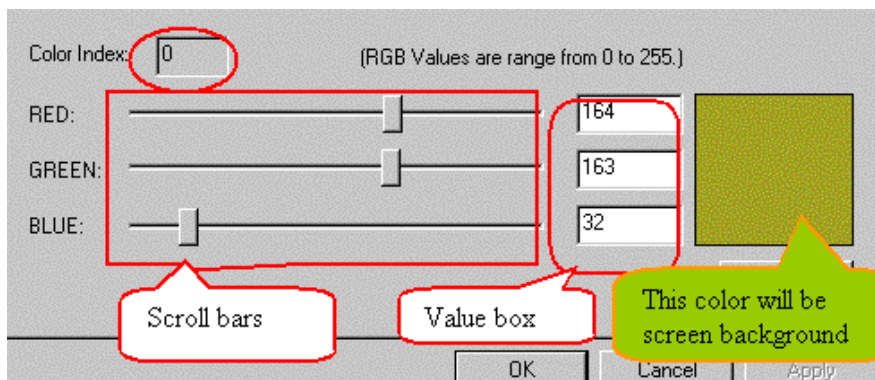 Color Index: 0 (RGB Values are range from 0 to 255.)
RED: 164
GREEN: 163
BLUE: 32
Scroll bars
Value box
This color will be
screen background
OK Cancel Apply